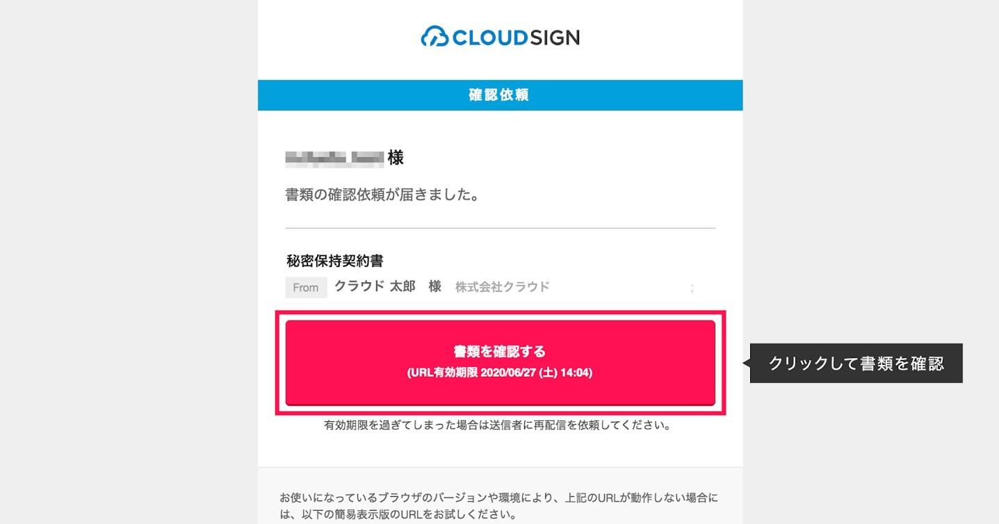 CLOUDSIGN
確認依頼
様
書類の確認依頼が届きました。
秘密保持契約書
From クラウド 太郎 様 株式会社クラウド
書類を確認する
(URL有効期限 2020/06/27 (土) 14:04)
クリックして書類を確認
有効期限を過ぎてしまった場合は送信者に再配信を依頼してください。
お使いになっているブラウザのバージョンや環境により、上記のURLが動作しない場合に
は、以下の簡易表示版のURLをお試しください。